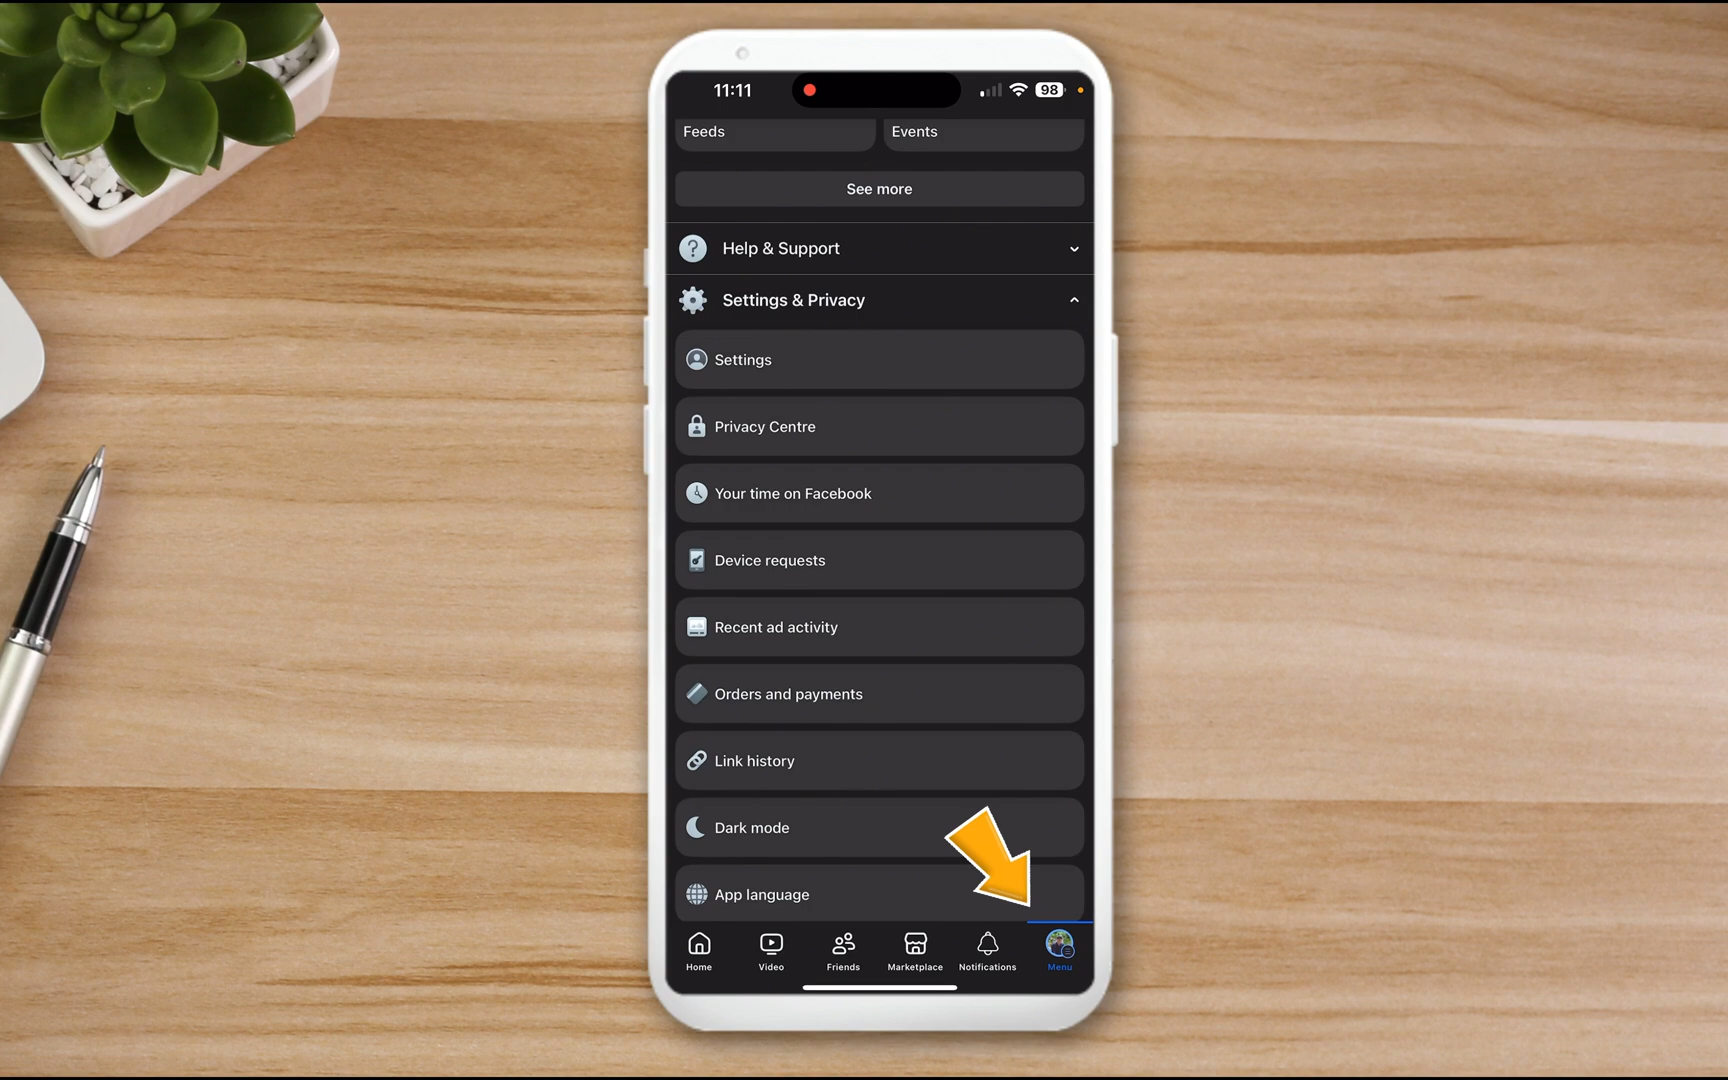 11:11
98
Feeds
Events
See more
Help & Support
Settings & Privacy
Settings
Privacy Centre
Your time on Facebook
Device requests
Recent ad activity
Orders and payments
Link history
Dark mode
App language
Home
Video
Friends
Marketplace
Notifications
Menu